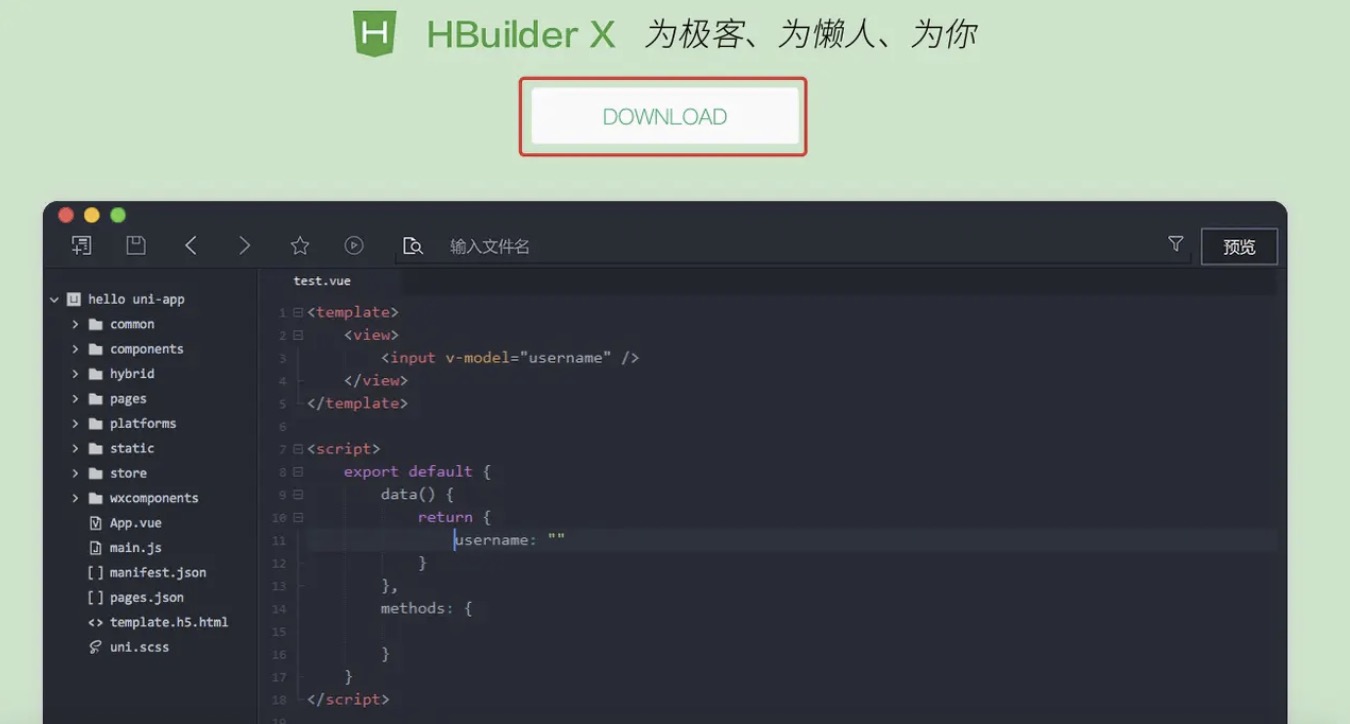 H HBuilder X 为极客、为懒人、为你
DOWNLOAD
输入文件名
预览
hello uni-app
common
components
hybrid
pages
platforms
static
store
wxcomponents
App.vue
main.js
[] manifest.json
[] pages.json
<> template.h5.html
uni.scss
test.vue
1 <template>
2 <view>
3 <input v-model="username" />
4 </view>
5 </template>
6
7 <script>
8 export default {
9 data() {
10 return {
11 username: ""
12 }
13 },
14 methods: {
15
16 }
17 }
18 </script>
19